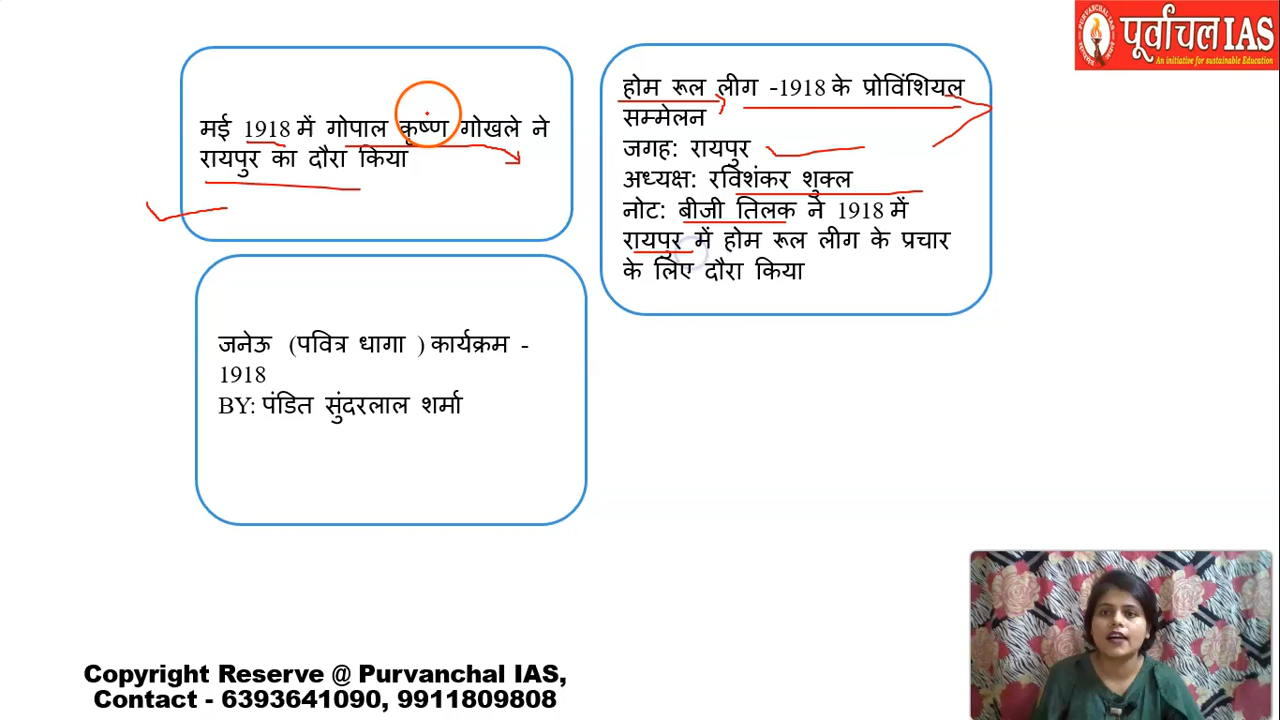 पूर्वांचल IAS
An initiative for sustainable Education
मई 1918 में गोपाल कृष्ण गोखले ने
रायपुर का दौरा किया
होम रूल लीग -1918 के प्रोविंशियल
सम्मेलन
जगह: रायपुर
अध्यक्ष: रविशंकर शुक्ल
नोट: बीजी तिलक ने 1918 में
रायपुर में होम रूल लीग के प्रचार
के लिए दौरा किया
जनेऊ (पवित्र धागा ) कार्यक्रम -
1918
BY: पंडित सुंदरलाल शर्मा
Copyright Reserve @ Purvanchal IAS,
Contact - 6393641090, 9911809808